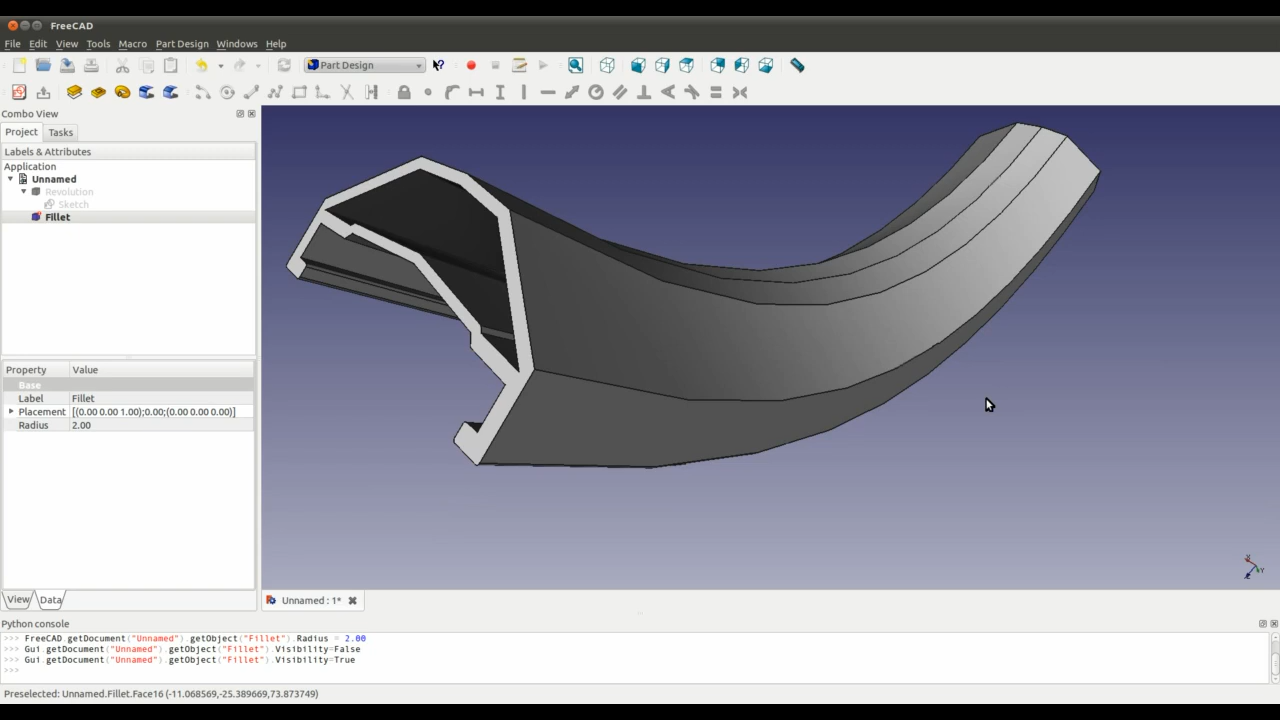 FreeCAD
File Edit View Tools Macro Part Design Windows Help
Part Design
Combo View
Project Tasks
Labels & Attributes
Application
Unnamed
Revolution
Sketch
Fillet
Property Value
Base
Label Fillet
Placement [(0.00 0.00 1.00);0.00;(0.00 0.00 0.00)]
Radius 2.00
View Data
Unnamed : 1*
X
Y
Python console
>>> FreeCAD.getDocument("Unnamed").getObject("Fillet").Radius = 2.00
>>> Gui.getDocument("Unnamed").getObject("Fillet").Visibility=False
>>> Gui.getDocument("Unnamed").getObject("Fillet").Visibility=True
>>>
Preselected: Unnamed.Fillet.Face16 (-11.068569,-25.389669,73.873749)